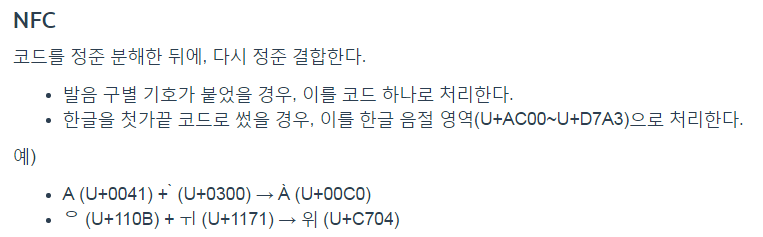 NFC
코드를 정준 분해한 뒤에, 다시 정준 결합한다.
• 발음 구별 기호가 붙었을 경우, 이를 코드 하나로 처리한다.
• 한글을 첫가끝 코드로 썼을 경우, 이를 한글 음절 영역(U+AC00~U+D7A3)으로 처리한다.
예)
• A (U+0041) + ̀ (U+0300) → À (U+00C0)
• ᄋ (U+110B) + ᅱ (U+1171) → 위 (U+C704)